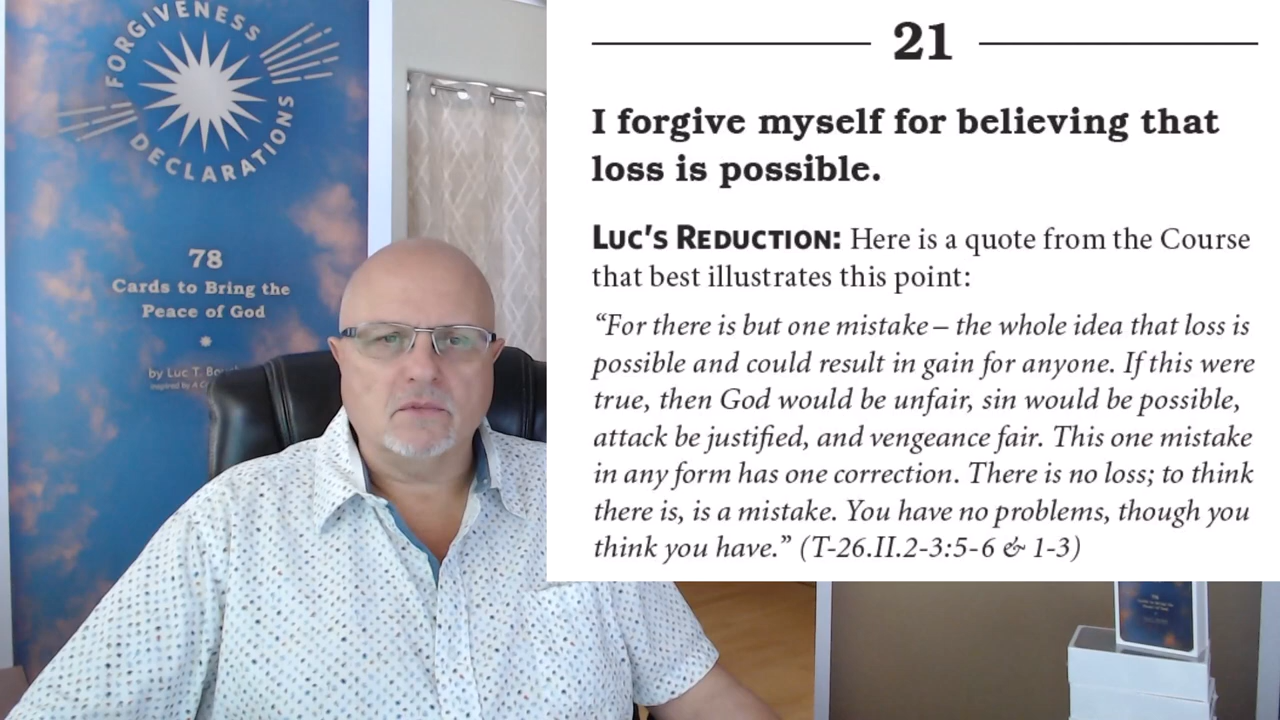 FORGIVENESS
DECLARATIONS
78
Cards to Bring the
Peace of God
by Luc T.
21
I forgive myself for believing that
loss is possible.
LUC'S REDUCTION: Here is a quote from the Course
that best illustrates this point:
“For there is but one mistake – the whole idea that loss is
possible and could result in gain for anyone. If this were
true, then God would be unfair, sin would be possible,
attack be justified, and vengeance fair. This one mistake
in any form has one correction. There is no loss; to think
there is, is a mistake. You have no problems, though you
think you have.” (T-26.II.2-3:5-6 & 1-3)